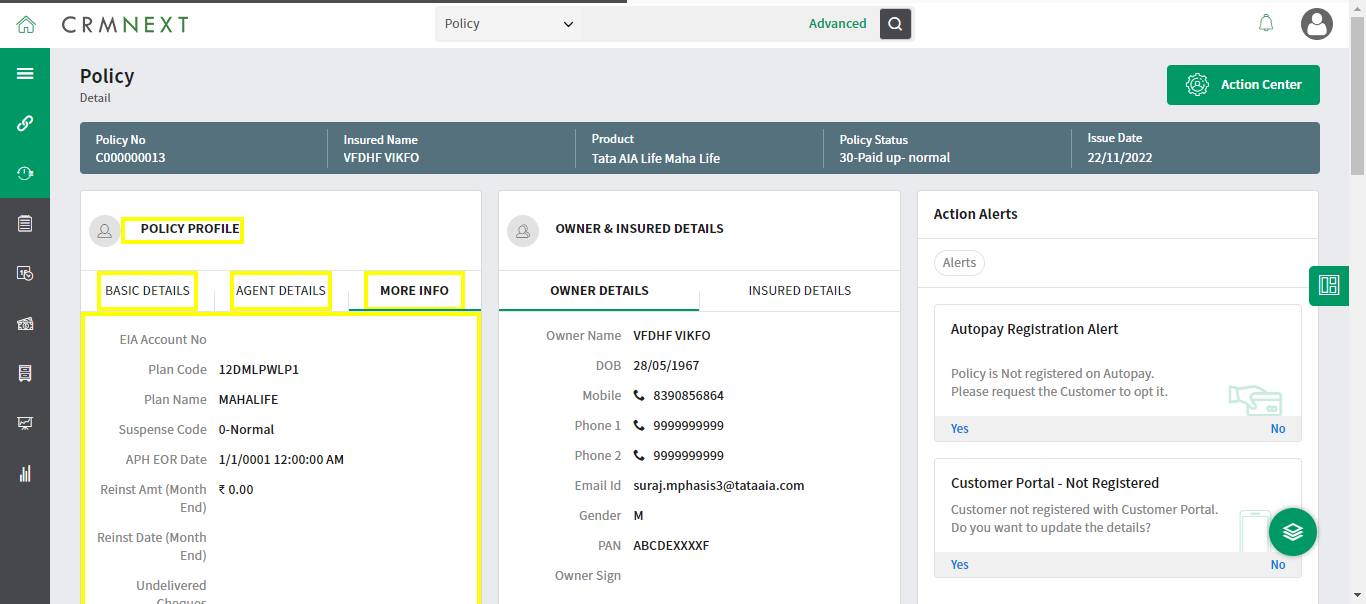 CRMNEXT
Policy
Advanced
Policy
Detail
Action Center
Policy No
C000000013
Insured Name
VFDHF VIKFO
Product
Tata AIA Life Maha Life
Policy Status
30-Paid up- normal
Issue Date
22/11/2022
POLICY PROFILE
BASIC DETAILS AGENT DETAILS MORE INFO
EIA Account No
Plan Code 12DMLPWLP1
Plan Name MAHALIFE
Suspense Code 0-Normal
APH EOR Date 1/1/0001 12:00:00 AM
Reinst Amt (Month ₹ 0.00
End)
Reinst Date (Month
End)
Undelivered
Cheques
OWNER & INSURED DETAILS
OWNER DETAILS INSURED DETAILS
Owner Name VFDHF VIKFO
DOB 28/05/1967
Mobile 8390856864
Phone 1 9999999999
Phone 2 9999999999
Email Id suraj.mphasis3@tataaia.com
Gender M
PAN ABCDEXXXXF
Owner Sign
Action Alerts
Alerts
Autopay Registration Alert
Policy is Not registered on Autopay.
Please request the Customer to opt it.
Yes No
Customer Portal - Not Registered
Customer not registered with Customer Portal.
Do you want to update the details?
Yes No